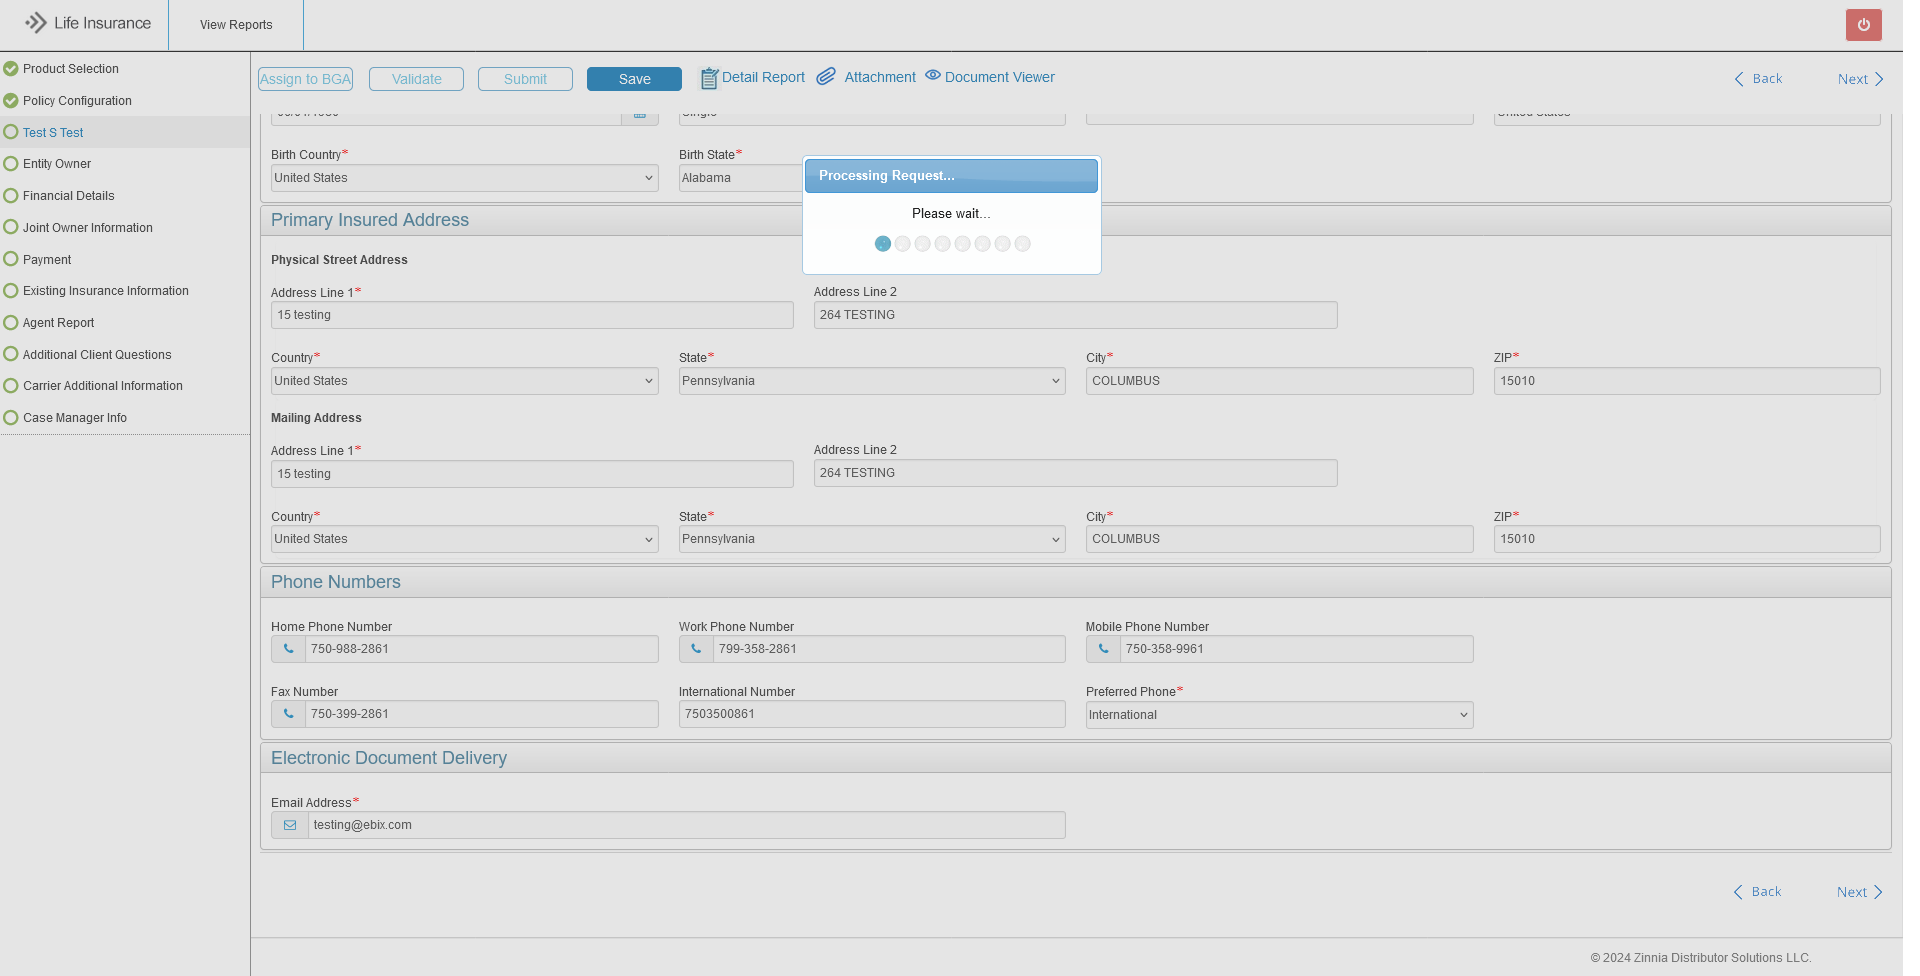 Life Insurance
View Reports
Product Selection
Policy Configuration
Test S Test
Entity Owner
Financial Details
Joint Owner Information
Payment
Existing Insurance Information
Agent Report
Additional Client Questions
Carrier Additional Information
Case Manager Info
Assign to BGA Validate Submit Save Detail Report Attachment Document Viewer Back Next
Birth Country* Birth State*
United States Alabama
Processing Request...
Please wait...
Primary Insured Address
Physical Street Address
Address Line 1* Address Line 2
15 testing 264 TESTING
Country* State* City* ZIP*
United States Pennsylvania COLUMBUS 15010
Mailing Address
Address Line 1* Address Line 2
15 testing 264 TESTING
Country* State* City* ZIP*
United States Pennsylvania COLUMBUS 15010
Phone Numbers
Home Phone Number Work Phone Number Mobile Phone Number
750-988-2861 799-358-2861 750-358-9961
Fax Number International Number Preferred Phone*
750-399-2861 7503500861 International
Electronic Document Delivery
Email Address*
testing@ebix.com
Back Next
© 2024 Zinnia Distributor Solutions LLC.